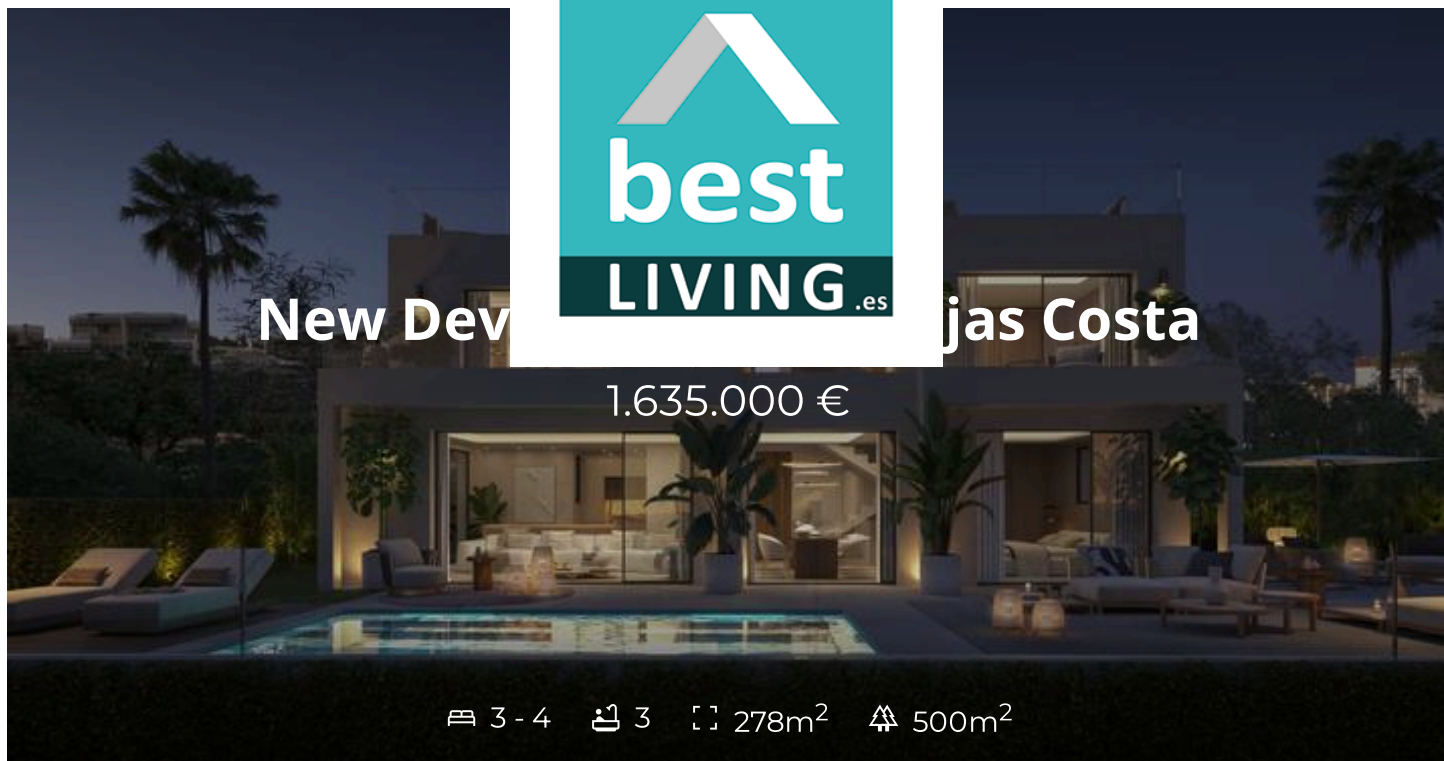 best
LIVING.es
New Dev jas Costa
1.635.000 €
3 - 4 3 278m² 500m²